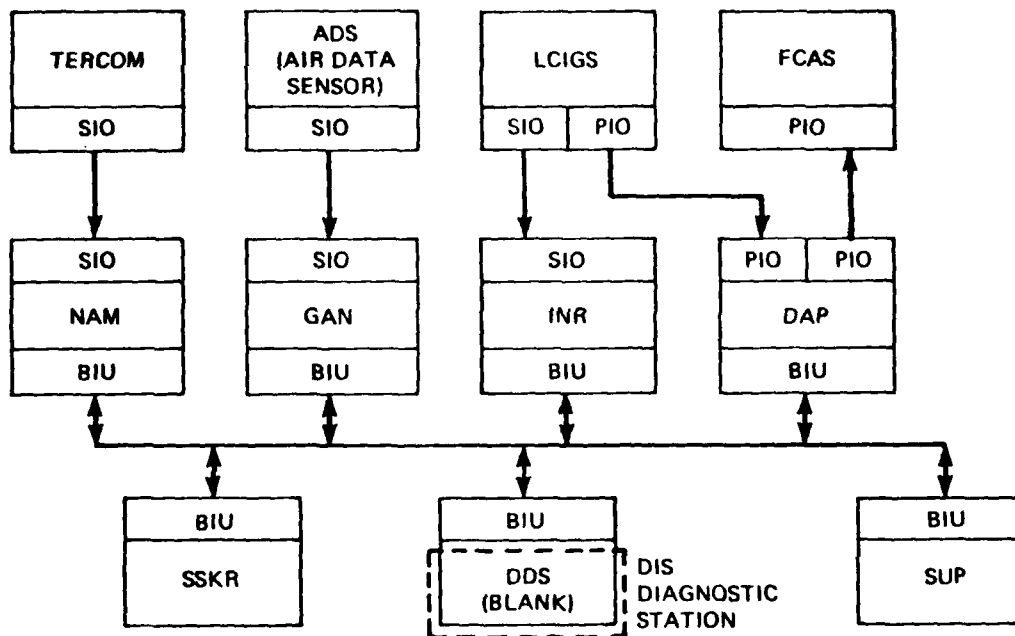 TERCOM
SIO
ADS
(AIR DATA
SENSOR)
SIO
LCIGS
SIO
PIO
FCAS
PIO
SIO
NAM
BIU
SIO
GAN
BIU
SIO
INR
BIU
PIO
PIO
DAP
BIU
BIU
SSKR
BIU
DDS
(BLANK)
DIS
DIAGNOSTIC
STATION
BIU
SUP